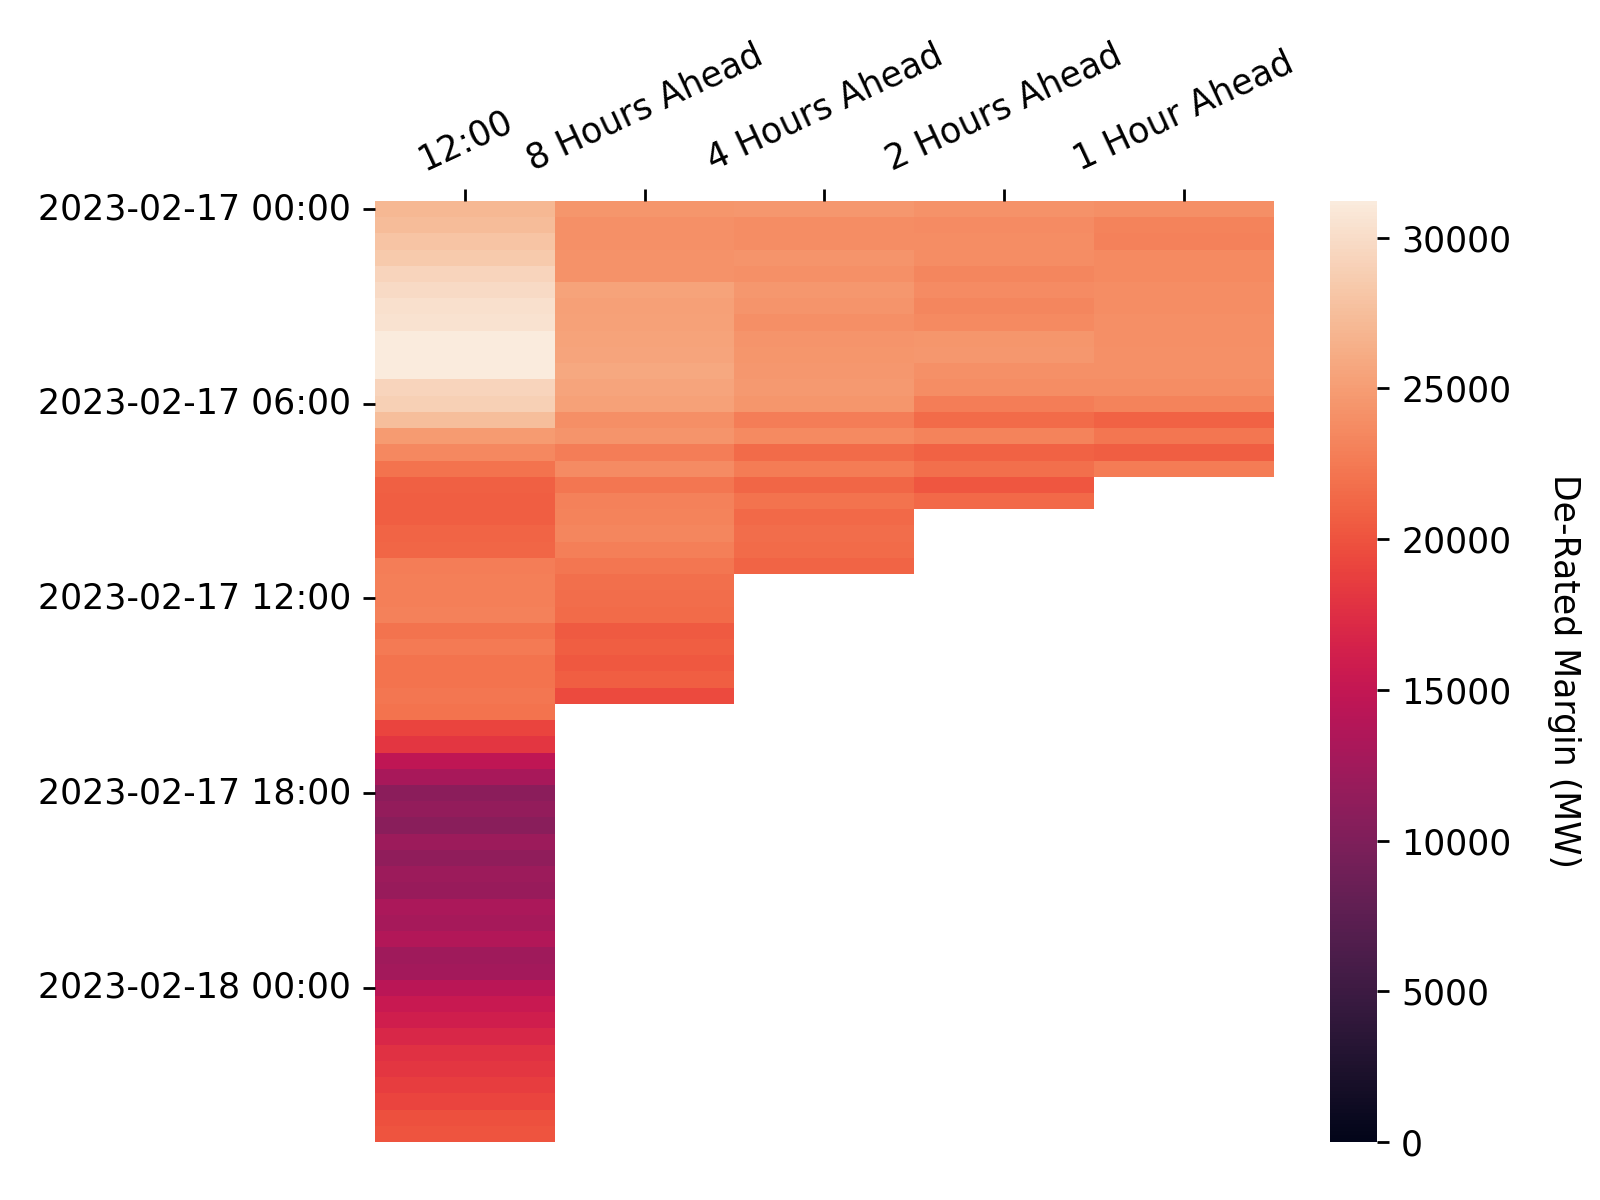 12:00
8 Hours Ahead
4 Hours Ahead
2 Hours Ahead
1 Hour Ahead
2023-02-17 00:00
2023-02-17 06:00
2023-02-17 12:00
2023-02-17 18:00
2023-02-18 00:00
30000
25000
20000
15000
10000
5000
0
De-Rated Margin (MW)